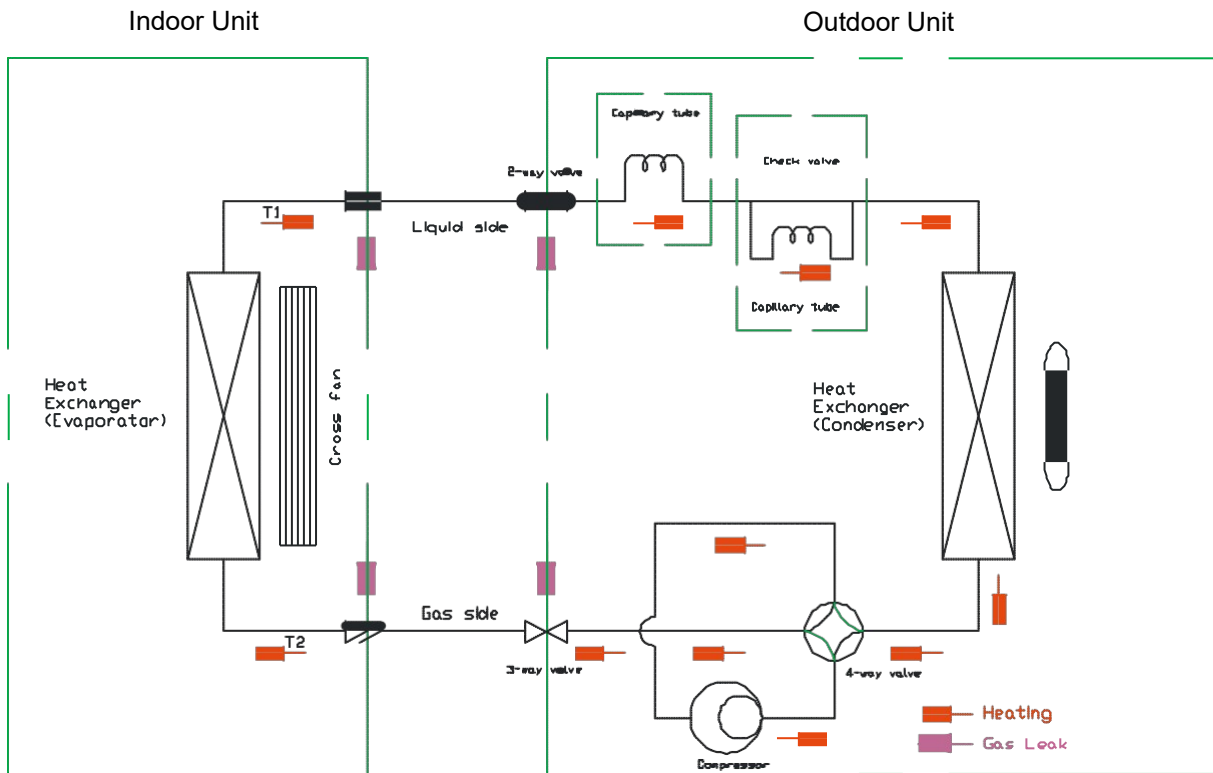 Indoor Unit
Outdoor Unit
Capillary tube
Check valve
2-way valve
T1
Liquid side
Capillary tube
Heat
Exchanger
(Evaporator)
Cross fan
Heat
Exchanger
(Condenser)
Gas side
T2
3-way valve
4-way valve
Heating
Gas Leak
Compressor